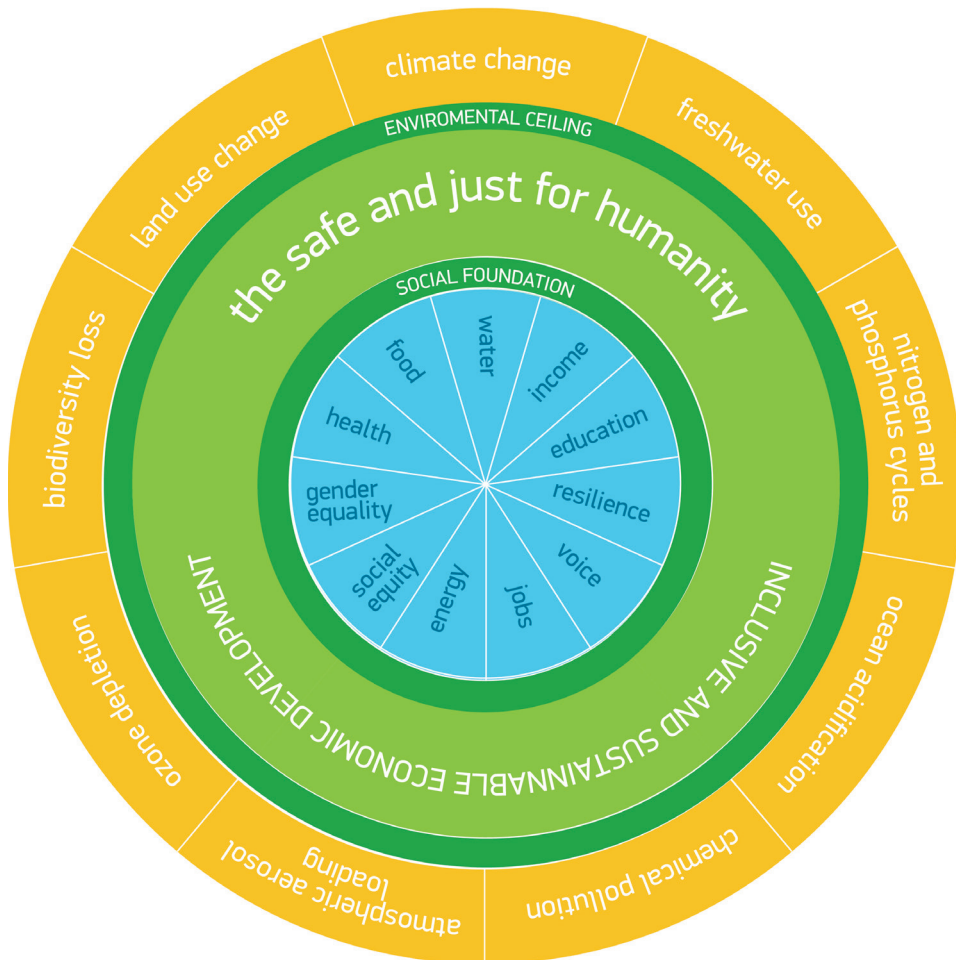 climate change
freshwater use
nitrogen and
phosphorus cycles
ocean acidification
chemical pollution
atmospheric aerosol
loading
ozone depletion
biodiversity loss
land use change
ENVIROMENTAL CEILING
the safe and just for humanity
INCLUSIVE AND SUSTAINNABLE ECONOMIC DEVELOPMENT
SOCIAL FOUNDATION
water
income
education
resilience
voice
jobs
energy
social
equity
gender
equality
health
food